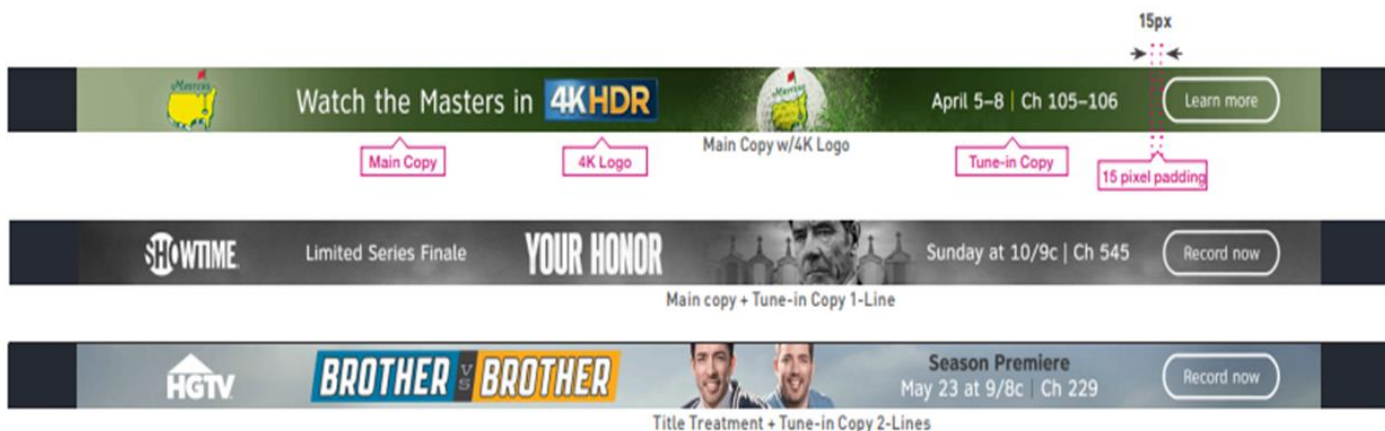 15px
Masters
Watch the Masters in 4K HDR
Masters
April 5–8 | Ch 105–106
Learn more
Main Copy w/4K Logo
Main Copy
4K Logo
Tune-in Copy
15 pixel padding
SHOWTIME
Limited Series Finale
YOUR HONOR
Sunday at 10/9c | Ch 545
Record now
Main copy + Tune-in Copy 1-Line
HGTV
BROTHER VS BROTHER
Season Premiere
May 23 at 9/8c | Ch 229
Record now
Title Treatment + Tune-in Copy 2-Lines